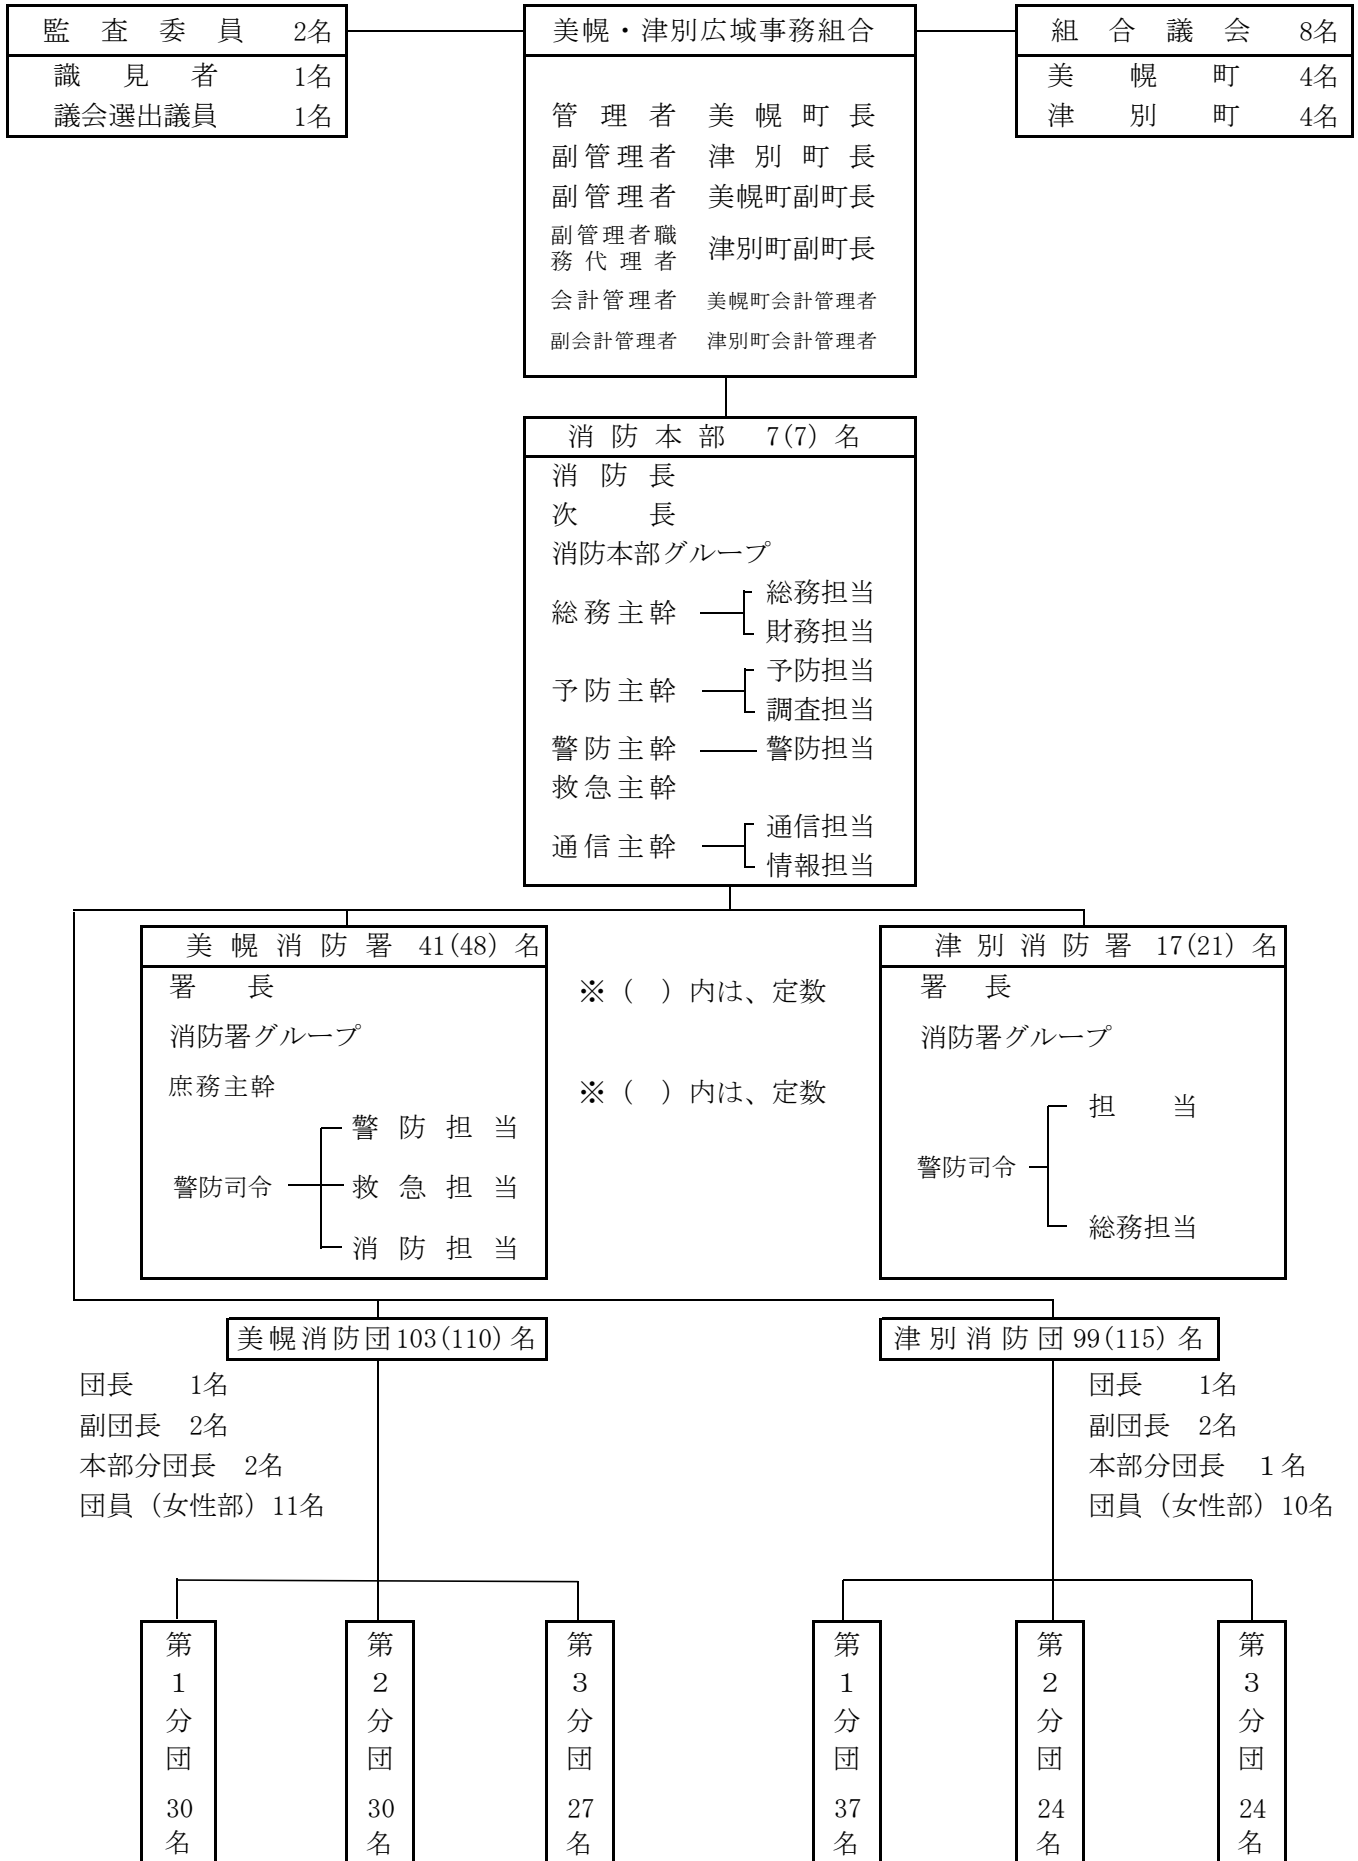 監査委員 2名
識見者 1名
議会選出議員 1名
美幌・津別広域事務組合
管理者 美幌町長
副管理者 津別町長
副管理者 美幌町副町長
副管理者職
務代理者 津別町副町長
会計管理者 美幌町会計管理者
副会計管理者 津別町会計管理者
組合議会 8名
美幌町 4名
津別町 4名
消防本部 7(7)名
消防長
次長
消防本部グループ
総務主幹
総務担当
財務担当
予防主幹
予防担当
調査担当
警防主幹 警防担当
救急主幹
通信主幹
通信担当
情報担当
美幌消防署 41(48)名
署長
消防署グループ
庶務主幹
警防司令
警防担当
救急担当
消防担当
※（ ）内は、定数
※（ ）内は、定数
津別消防署 17(21)名
署長
消防署グループ
警防司令
担当
総務担当
美幌消防団103(110)名
団長 1名
副団長 2名
本部分団長 2名
団員（女性部）11名
津別消防団99(115)名
団長 1名
副団長 2名
本部分団長 １名
団員（女性部）10名
第１分団 30名
第２分団 30名
第３分団 27名
第１分団 37名
第２分団 24名
第３分団 24名